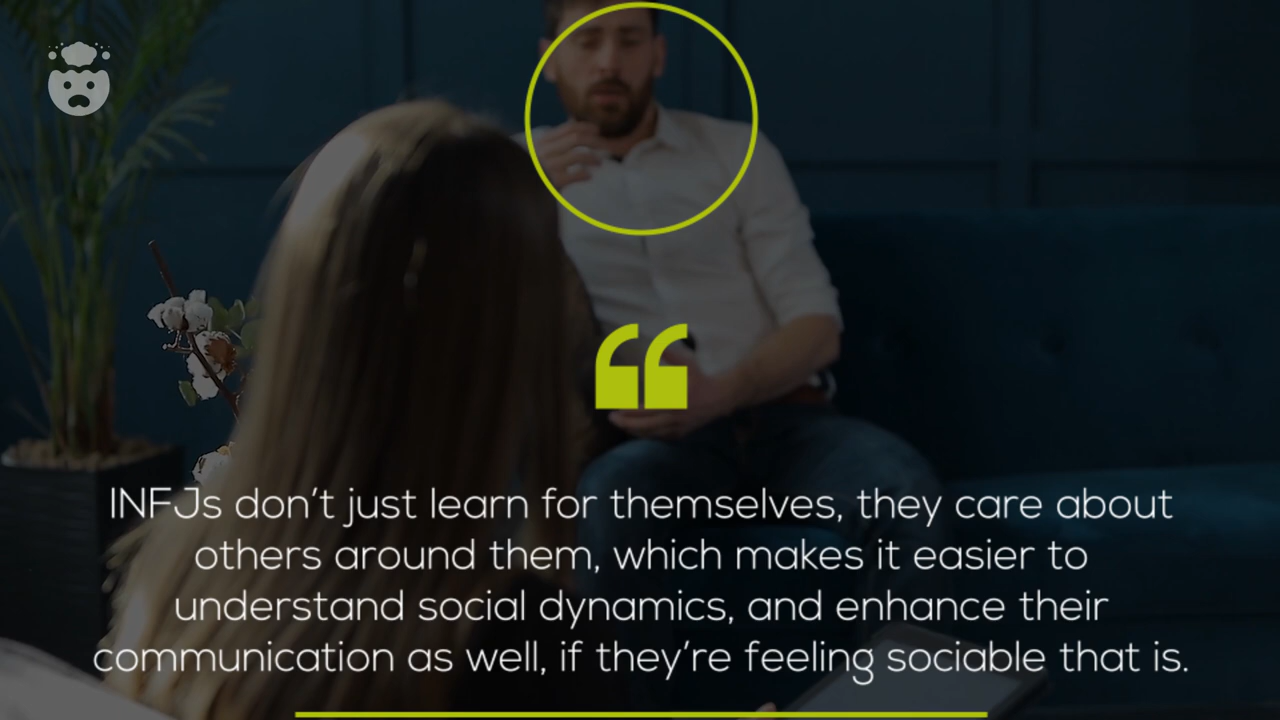 INFJs don't just learn for themselves, they care about
others around them, which makes it easier to
understand social dynamics, and enhance their
communication as well, if they're feeling sociable that is.